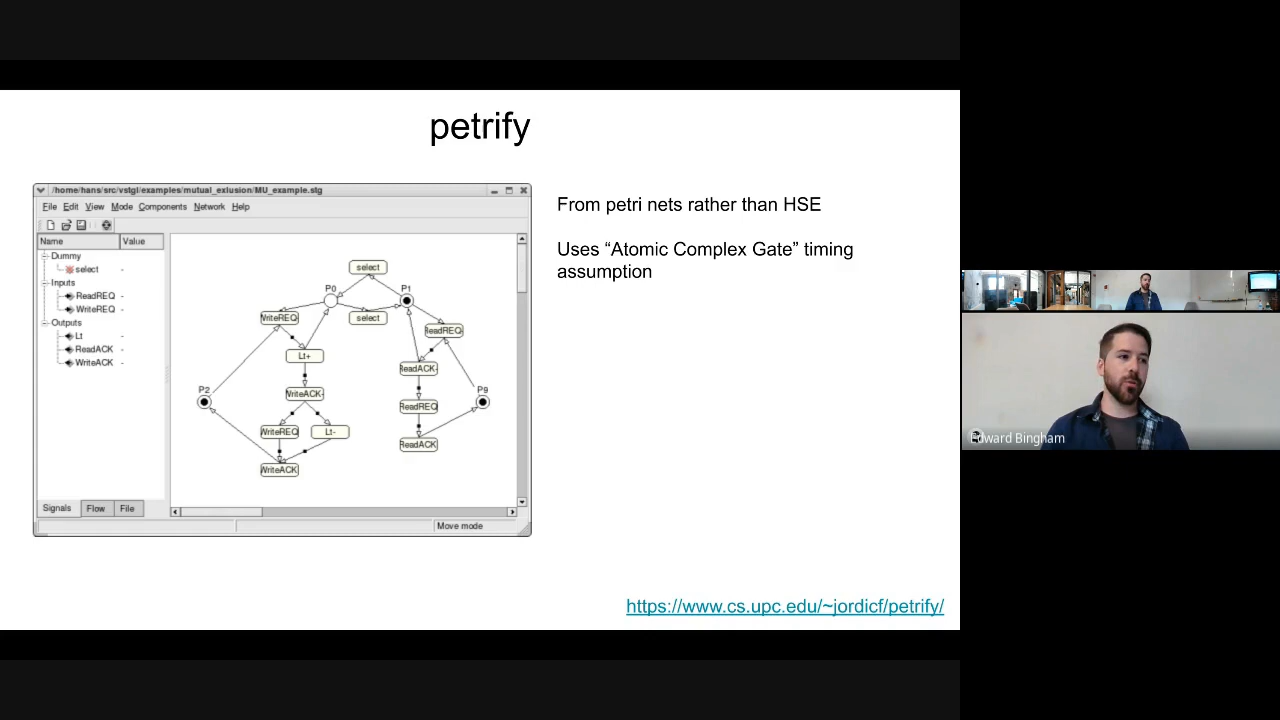 petrify
/home/hans/src/vstgl/examples/mutual_exlusion/MU_example.stg
File Edit View Mode Components Network Help
Name Value
Dummy
select -
Inputs
ReadREQ -
WriteREQ -
Outputs
Lt -
ReadACK -
WriteACK -
select
P0 P1
WriteREQ select
ReadREQ
Lt+
ReadACK-
P2 WriteACK- P9
ReadREQ
WriteREQ Lt-
ReadACK
WriteACK
Signals Flow File
Move mode
From petri nets rather than HSE
Uses “Atomic Complex Gate” timing
assumption
https://www.cs.upc.edu/~jordicf/petrify/
Edward Bingham